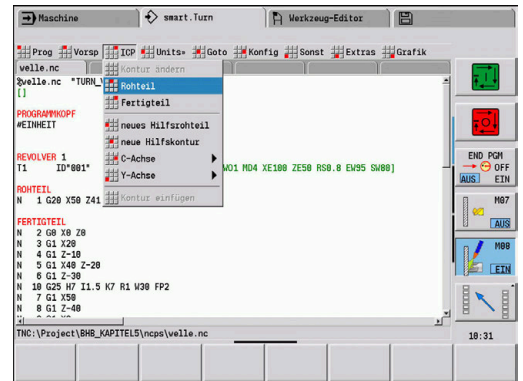 Maschine smart.Turn Werkzeug-Editor
Prog Vorsp ICP Units» Goto Konfig Sonst Extras Grafik
velle.nc
velle.nc "TURN_
[]
PROGRAMMKOPF
#EINHEIT
REVOLVER 1
T1 ID"001" WO1 MD4 XE100 ZE50 RS0.8 EW95 SW80]
ROHTEIL
N 1 G20 X50 Z41
FERTIGTEIL
N 2 G0 X0 Z0
N 3 G1 X20
N 4 G1 Z-10
N 5 G1 X40 Z-20
N 6 G1 Z-30
N 10 G25 H7 I1.5 K7 R1 W30 FP2
N 7 G1 X50
N 8 G1 Z-40
Kontur ändern
Rohteil
Fertigteil
neues Hilfsrohteil
neue Hilfskontur
C-Achse
Y-Achse
Kontur einfügen
TNC:\Project\BHB_KAPITEL5\ncps\velle.nc
END PGM
OFF
AUS EIN
M07
AUS
M08
EIN
10:31